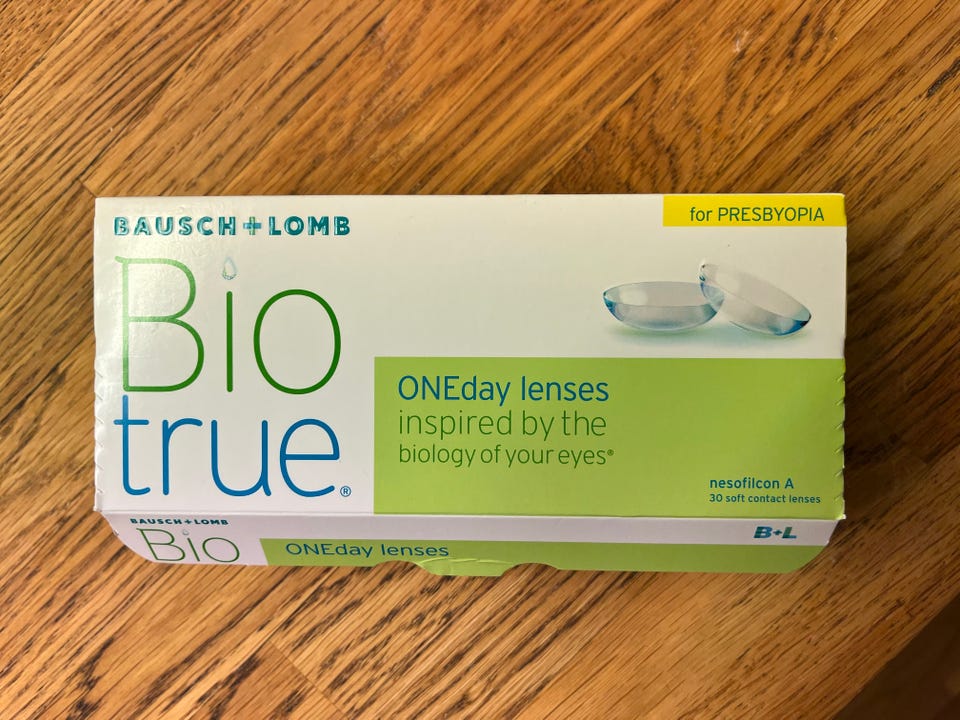 BAUSCH + LOMB
for PRESBYOPIA
Bio
true®
ONEday lenses
inspired by the
biology of your eyes®
nesofilcon A
30 soft contact lenses
BAUSCH + LOMB
Bio
ONEday lenses
B+L